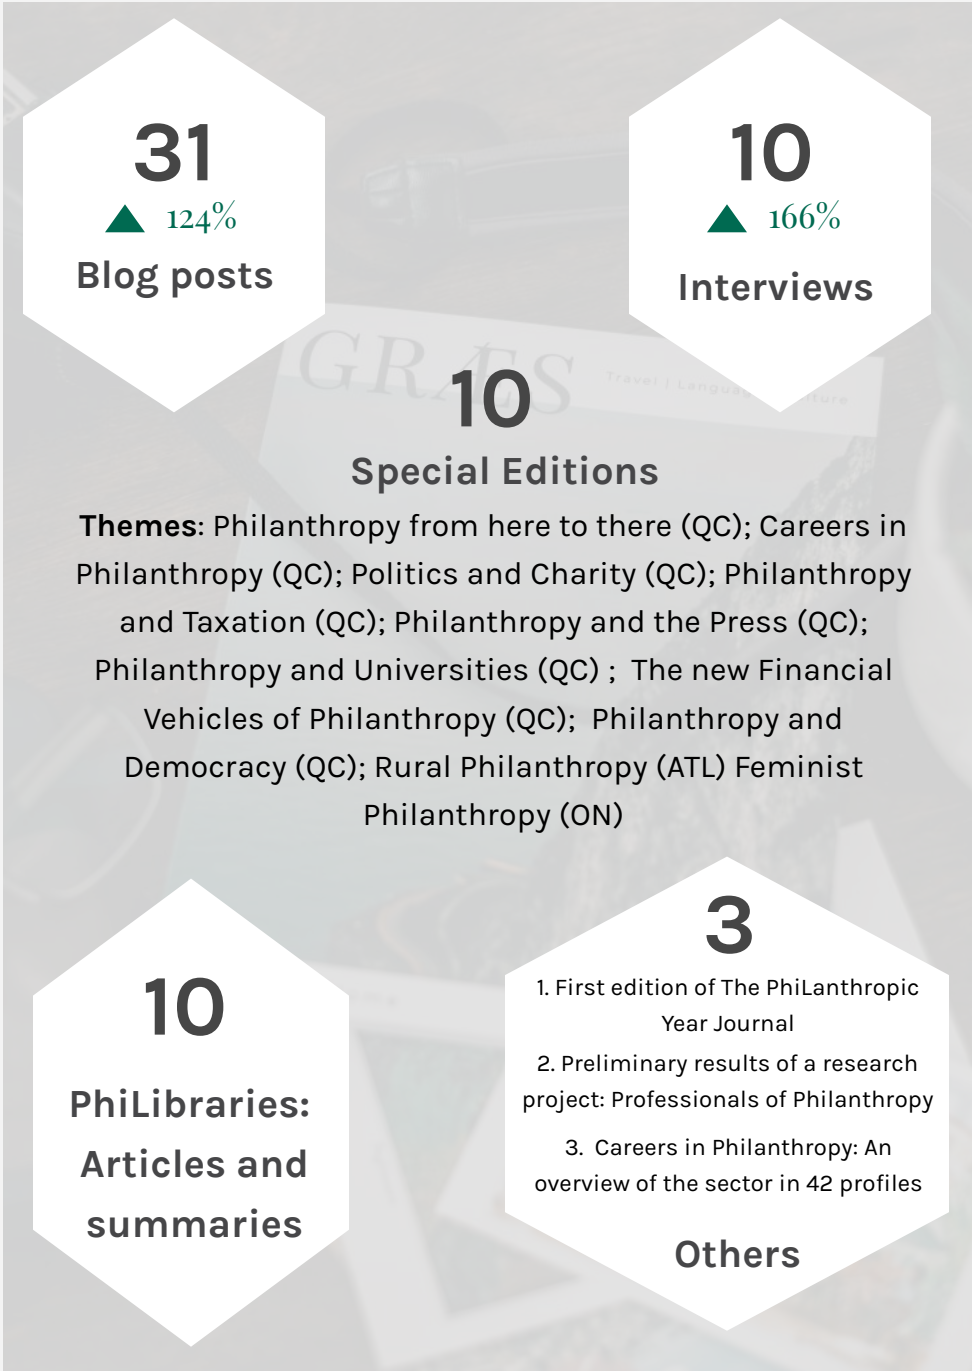 31
124%
Blog posts
10
166%
Interviews
GRÆS
Travel | Langua
10
Special Editions
Themes: Philanthropy from here to there (QC); Careers in
Philanthropy (QC); Politics and Charity (QC); Philanthropy
and Taxation (QC); Philanthropy and the Press (QC);
Philanthropy and Universities (QC) ;  The new Financial
Vehicles of Philanthropy (QC);  Philanthropy and
Democracy (QC); Rural Philanthropy (ATL) Feminist
Philanthropy (ON)
10
PhiLibraries:
Articles and
summaries
3
1. First edition of The PhiLanthropic
Year Journal
2. Preliminary results of a research
project: Professionals of Philanthropy
3.  Careers in Philanthropy: An
overview of the sector in 42 profiles
Others